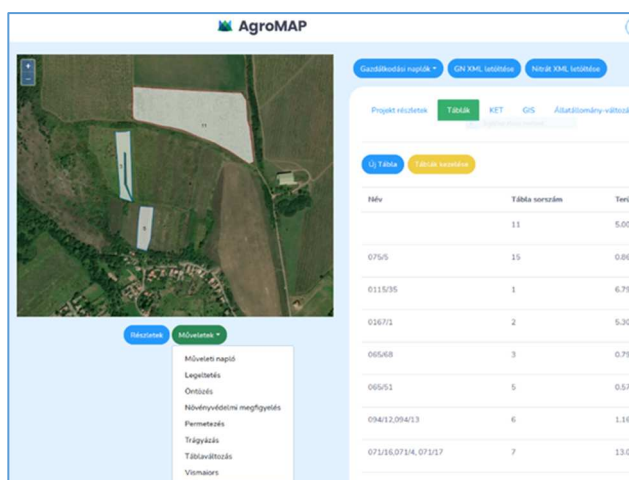 AgroMAP
Gazdálkodási naplók
GN XML letöltése
Nitrát XML letöltése
Projekt részletek
Táblák
KET
GIS
Állatállomány-változá
Új Tábla
Táblák kezelése
Név
Tábla sorszám
Terü
11
5.00
075/5
15
0.86
0115/35
1
6.79
0167/1
2
5.30
065/68
3
0.79
065/51
5
0.57
094/12,094/13
6
1.16
071/16,071/4, 071/17
7
13.0
+
-
11
Részletek
Műveletek
Műveleti napló
Legeltetés
Öntözés
Növényvédelmi megfigyelés
Permetezés
Trágyázás
Táblaváltozás
Vismaiors